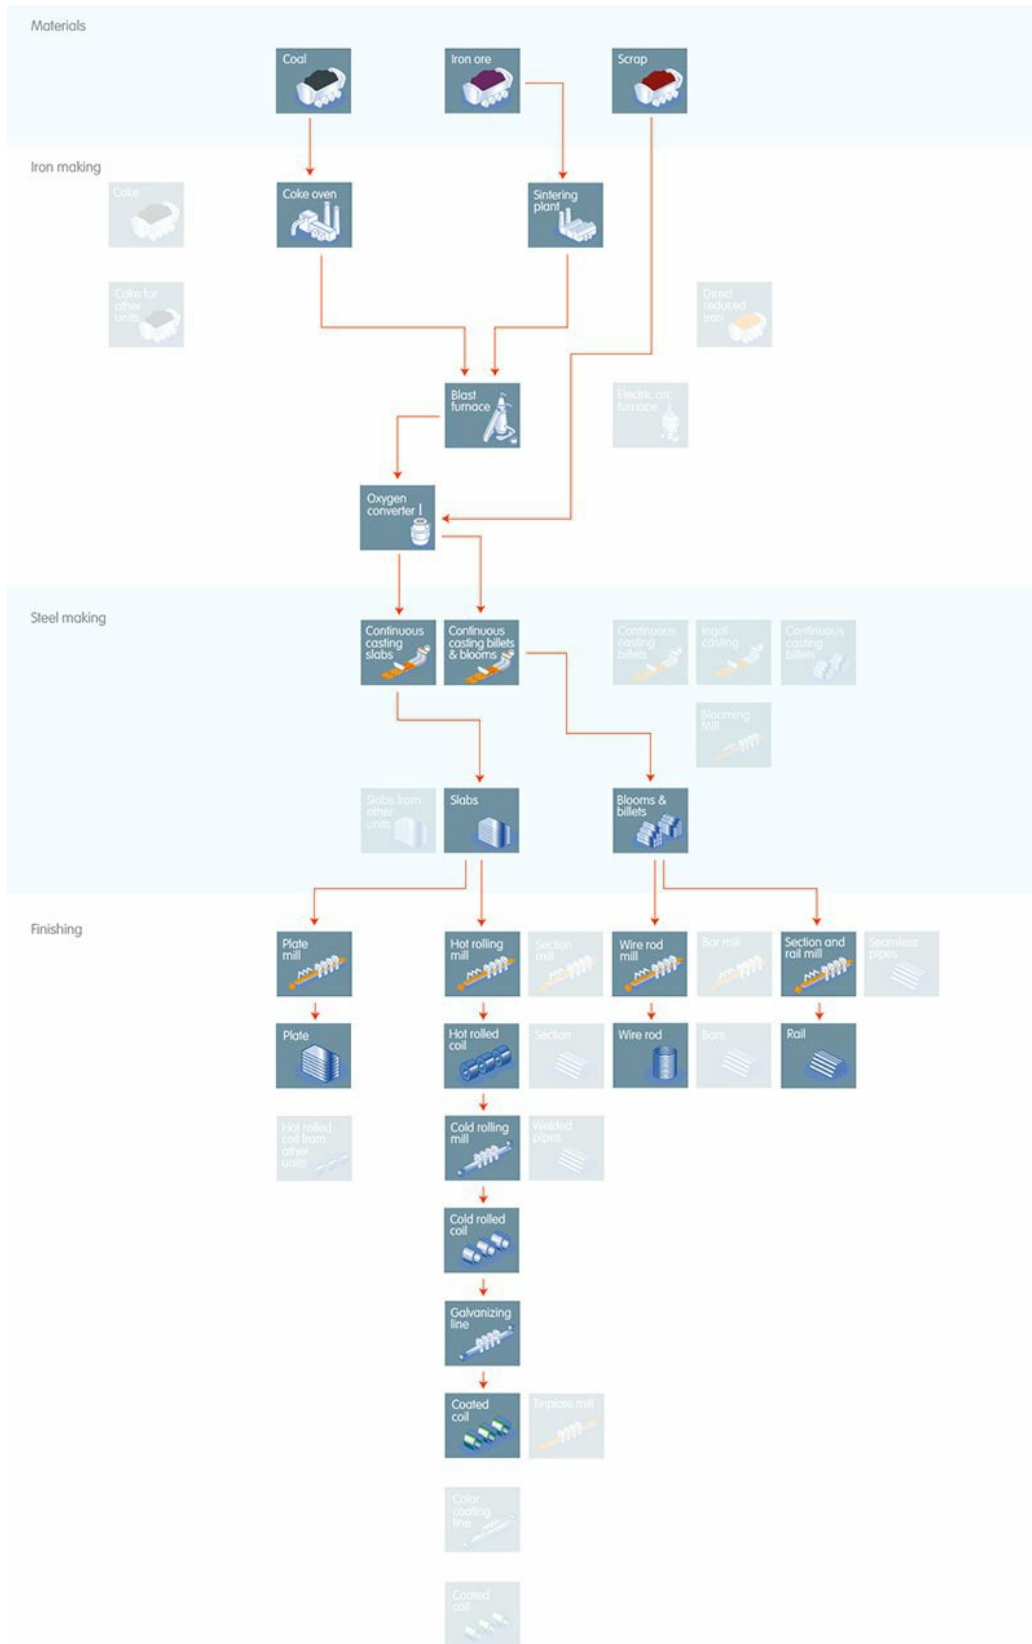 Materials
Coal
Iron ore
Scrap
Iron making
Coke
Coke oven
Sintering
plant
Coke for
other
units
Direct
reduced
iron
Blast
furnace
Electric arc
furnace
Oxygen
converter
Steel making
Continuous
casting
slabs
Continuous
casting billets
& blooms
Continuous
casting
billets
Ingot
casting
Continuous
casting
billets
Blooming
Mill
Slabs from
other
units
Slabs
Blooms &
billets
Finishing
Plate
mill
Hot rolling
mill
Section
mill
Wire rod
mill
Bar mill
Section and
rail mill
Seamless
pipes
Plate
Hot rolled
coil
Section
Wire rod
Bars
Rail
Hot rolled
coil from
other
units
Cold rolling
mill
Welded
pipes
Cold rolled
coil
Galvanizing
line
Coated
coil
Tinplate mill
Color
coating
line
Coated
coil